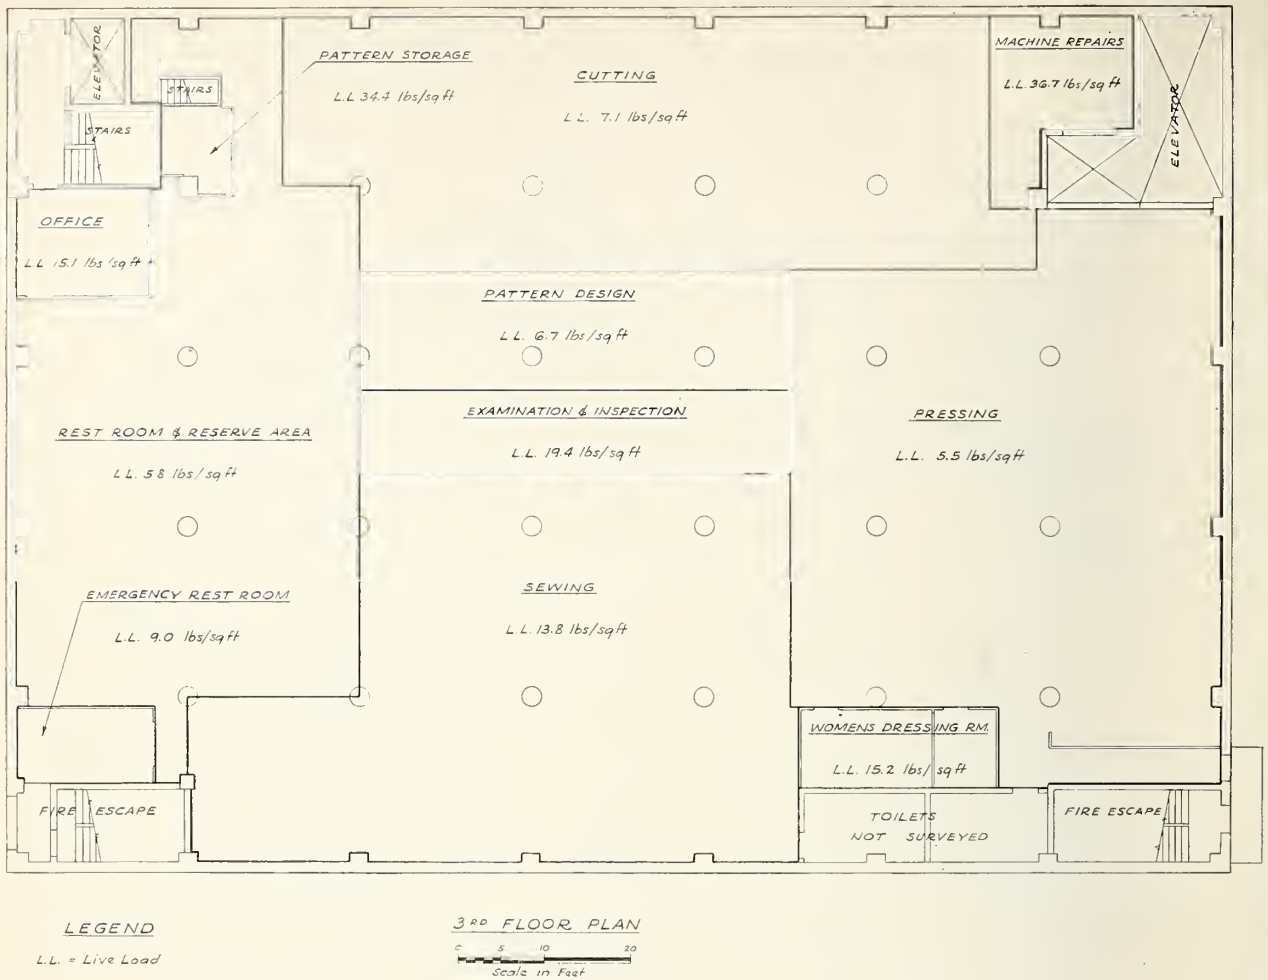 ELEVATOR
STAIRS
STAIRS
PATTERN STORAGE
L.L 34.4 lbs/sq ft
CUTTING
L.L. 7.1 lbs/sq ft
MACHINE REPAIRS
L.L. 36.7 lbs/sq ft
ELEVATOR
OFFICE
L.L 15.1 lbs/sq ft
PATTERN DESIGN
L.L. 6.7 lbs/sq ft
EXAMINATION & INSPECTION
L.L. 19.4 lbs/sq ft
PRESSING
L.L. 5.5 lbs/sq ft
REST ROOM & RESERVE AREA
L.L. 58 lbs/sq ft
SEWING
L.L. 13.8 lbs/sq ft
EMERGENCY REST ROOM
L.L. 9.0 lbs/sq ft
WOMENS DRESSING RM.
L.L. 15.2 lbs/sq ft
FIRE ESCAPE
TOILETS
NOT SURVEYED
FIRE ESCAPE
LEGEND
L.L. = Live Load
3RD FLOOR PLAN
0 5 10 20
Scale in Feet